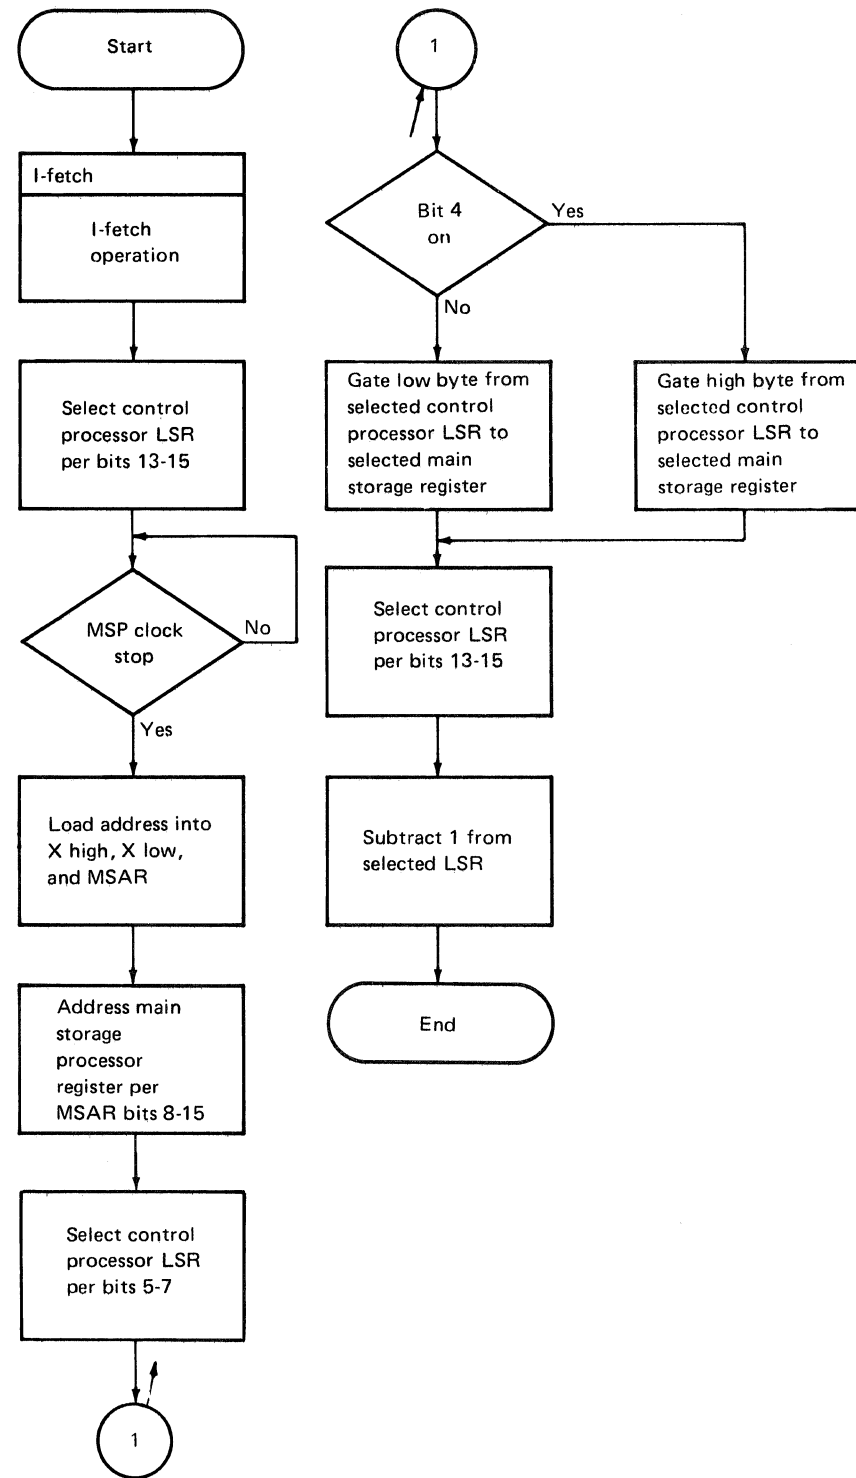 Start
I-fetch
I-fetch
operation
Select control
processor LSR
per bits 13-15
MSP clock
stop
No
Yes
Load address into
X high, X low,
and MSAR
Address main
storage
processor
register per
MSAR bits 8-15
Select control
processor LSR
per bits 5-7
1
1
Bit 4
on
Yes
No
Gate low byte from
selected control
processor LSR to
selected main
storage register
Gate high byte from
selected control
processor LSR to
selected main
storage register
Select control
processor LSR
per bits 13-15
Subtract 1 from
selected LSR
End